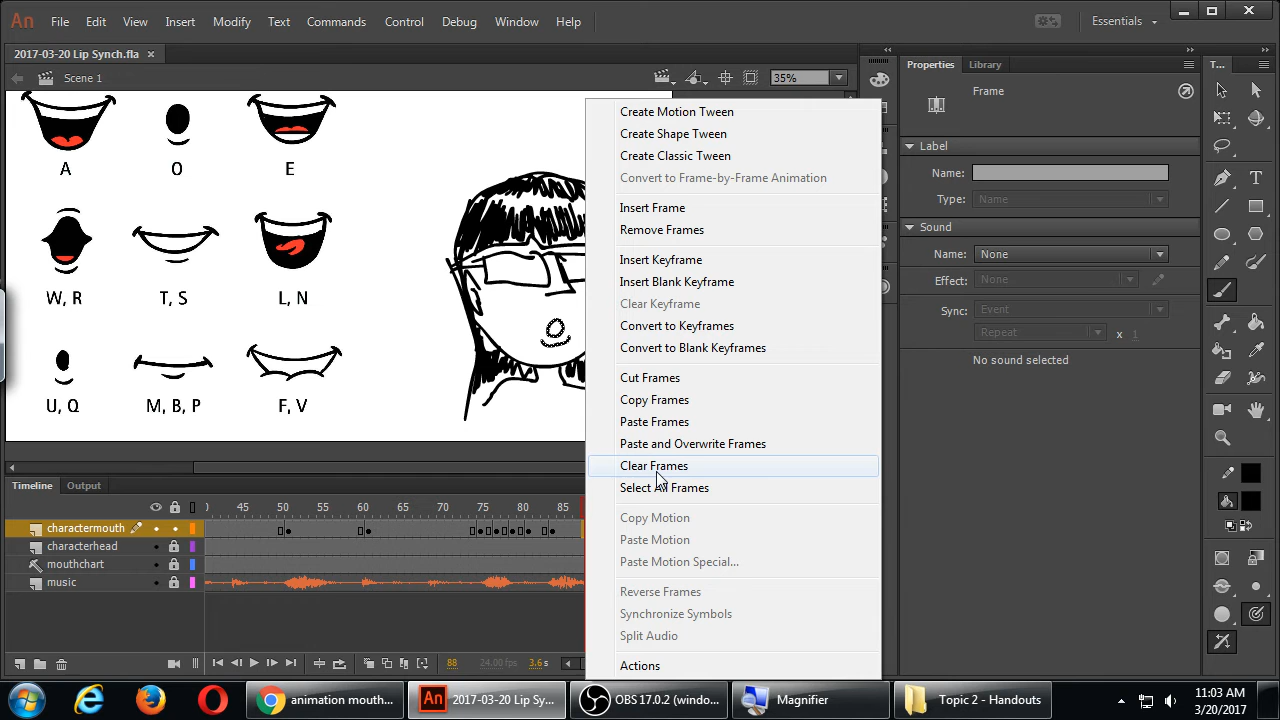 An File Edit View Insert Modify Text Commands Control Debug Window Help Essentials
2017-03-20 Lip Synch.fla ×
Scene 1 35%
Properties Library T...
Frame
Label
Name:
Type: Name
Sound
Name: None
Effect: None
Sync: Event
Repeat x 1
No sound selected
A O E
W, R T, S L, N
U, Q M, B, P F, V
Create Motion Tween
Create Shape Tween
Create Classic Tween
Convert to Frame-by-Frame Animation
Insert Frame
Remove Frames
Insert Keyframe
Insert Blank Keyframe
Clear Keyframe
Convert to Keyframes
Convert to Blank Keyframes
Cut Frames
Copy Frames
Paste Frames
Paste and Overwrite Frames
Clear Frames
Select All Frames
Copy Motion
Paste Motion
Paste Motion Special...
Reverse Frames
Synchronize Symbols
Split Audio
Actions
Timeline Output
45 50 55 60 65 70 75 80 85
charactermouth
characterhead
mouthchart
music
88 24.00 fps 3.6 s
animation mouth... An 2017-03-20 Lip Syn... OBS 17.0.2 (windo... Magnifier Topic 2 - Handouts
11:03 AM
3/20/2017